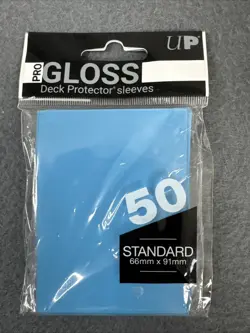 UP
PRO
GLOSS
Deck Protector® sleeves
50
STANDARD
66mm x 91mm